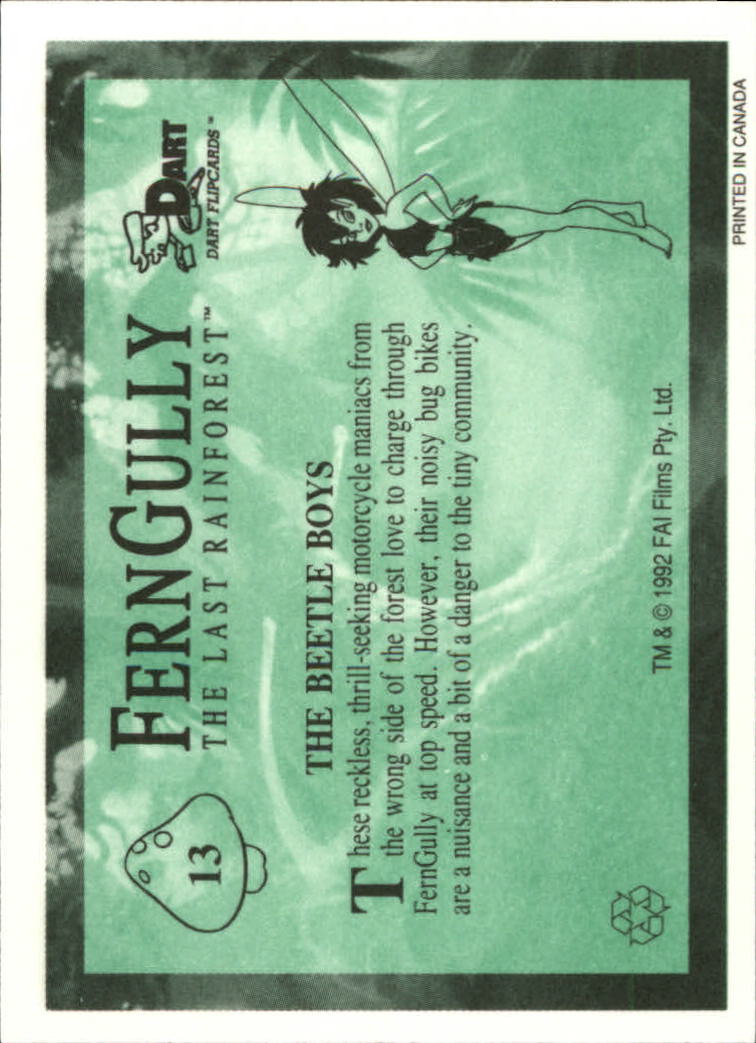 13
FERNGULLY
THE LAST RAINFOREST™
DART
DART FLIPCARDS™
THE BEETLE BOYS
These reckless, thrill-seeking motorcycle maniacs from
the wrong side of the forest love to charge through
FernGully at top speed. However, their noisy bug bikes
are a nuisance and a bit of a danger to the tiny community.
TM & © 1992 FAI Films Pty. Ltd.
PRINTED IN CANADA